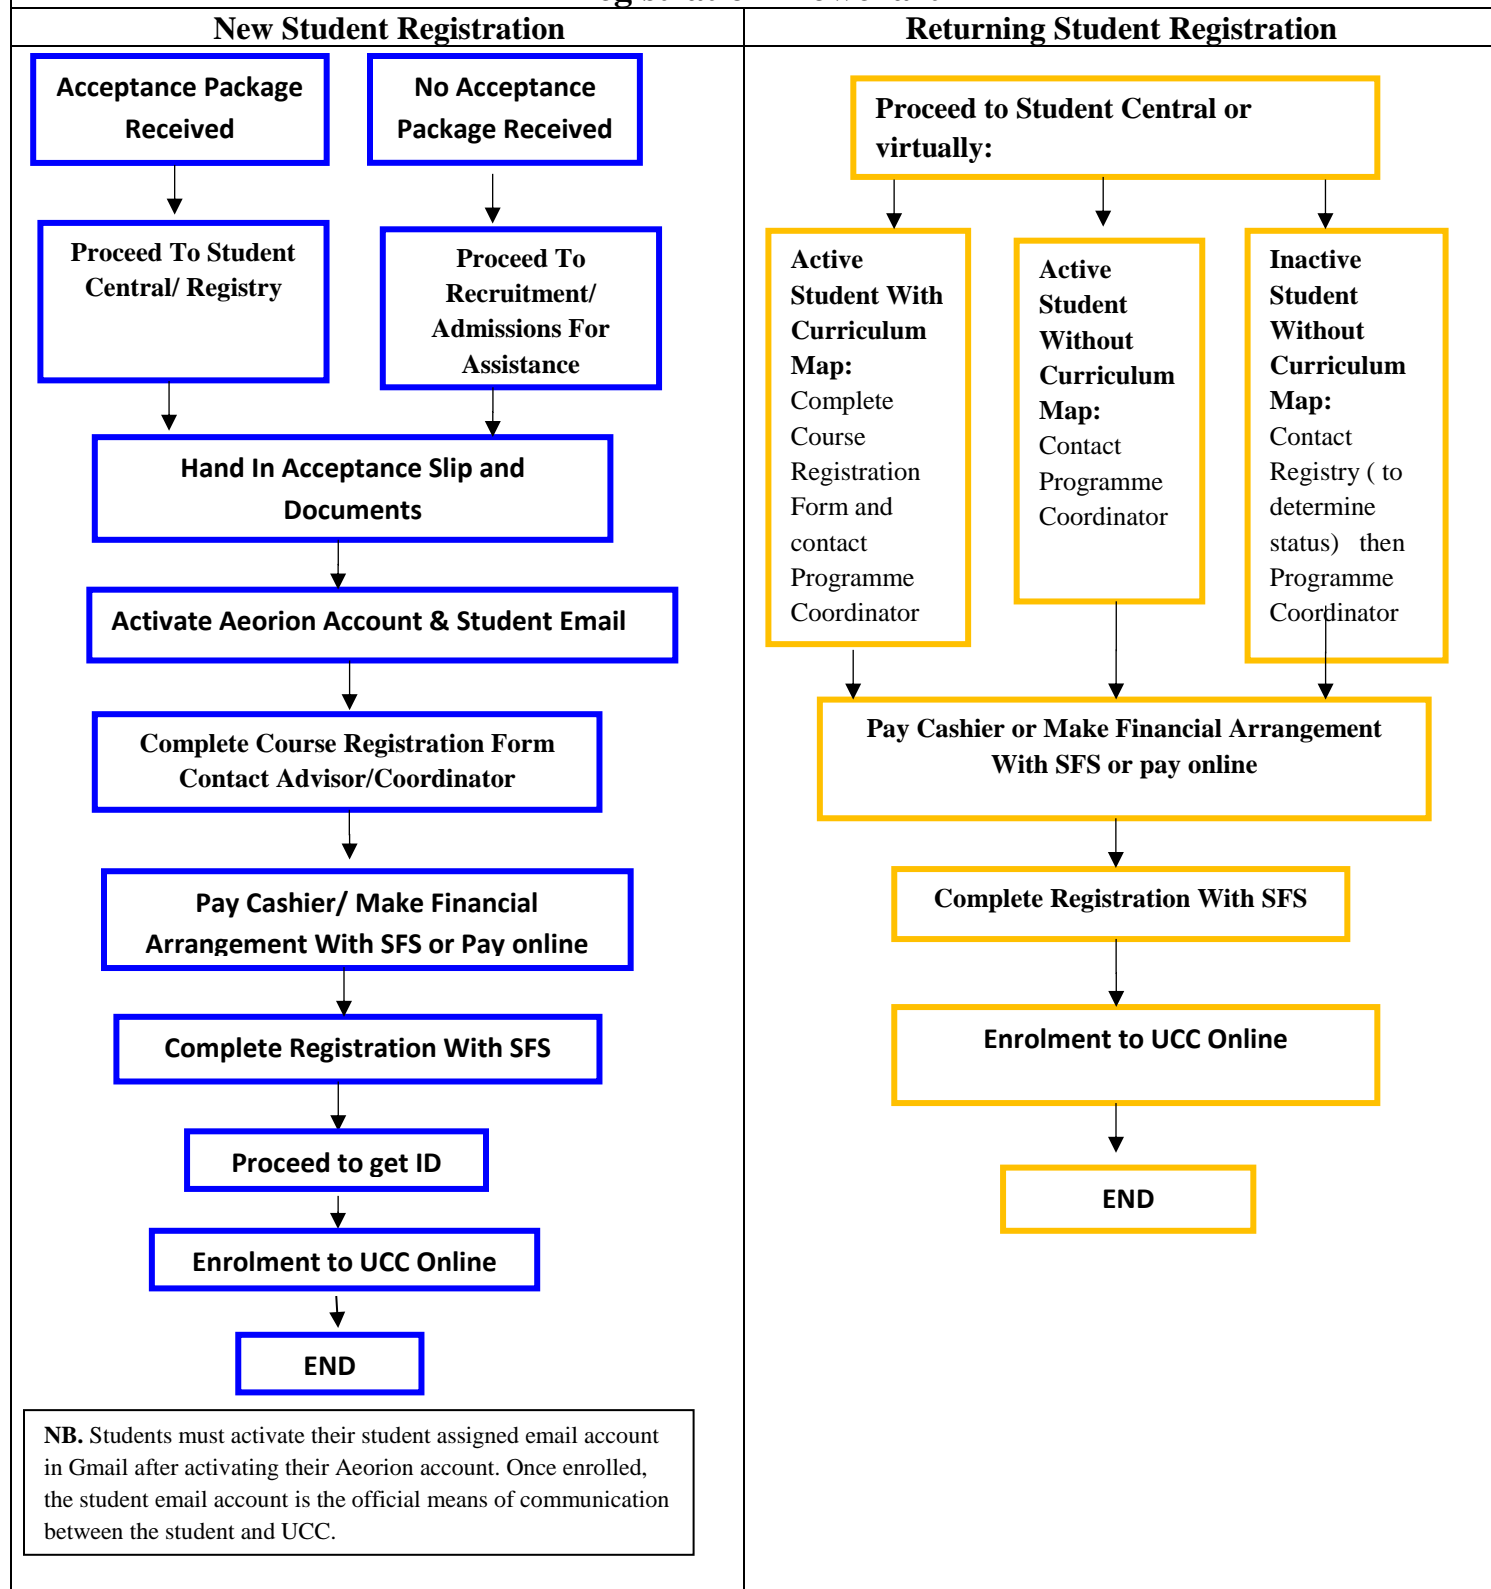 New Student Registration
Acceptance Package
Received
No Acceptance
Package Received
Proceed To Student
Central/ Registry
Proceed To
Recruitment/
Admissions For
Assistance
Hand In Acceptance Slip and
Documents
Activate Aeorion Account & Student Email
Complete Course Registration Form
Contact Advisor/Coordinator
Pay Cashier/ Make Financial
Arrangement With SFS or Pay online
Complete Registration With SFS
Proceed to get ID
Enrolment to UCC Online
END
NB. Students must activate their student assigned email account
in Gmail after activating their Aeorion account. Once enrolled,
the student email account is the official means of communication
between the student and UCC.
Returning Student Registration
Proceed to Student Central or
virtually:
Active
Student With
Curriculum
Map:
Complete
Course
Registration
Form and
contact
Programme
Coordinator
Active
Student
Without
Curriculum
Map:
Contact
Programme
Coordinator
Inactive
Student
Without
Curriculum
Map:
Contact
Registry ( to
determine
status) then
Programme
Coordinator
Pay Cashier or Make Financial Arrangement
With SFS or pay online
Complete Registration With SFS
Enrolment to UCC Online
END